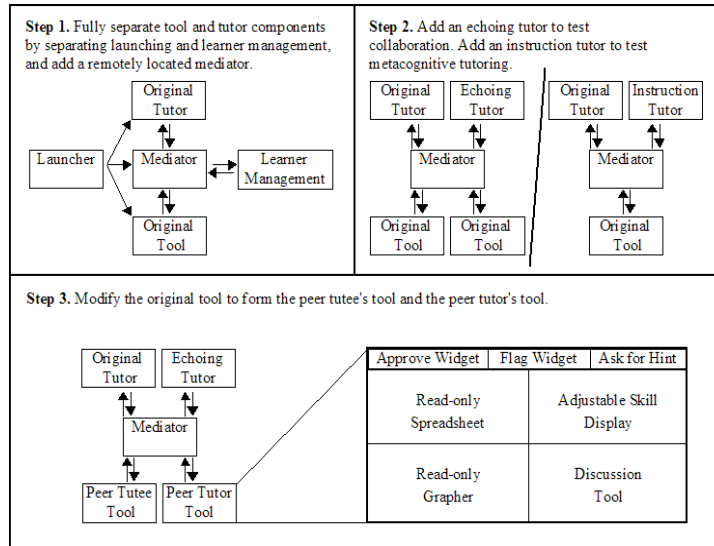 Step 1. Fully separate tool and tutor components
by separating launching and learner management,
and add a remotely located mediator.
Original
Tutor
Launcher
Mediator
Learner
Management
Original
Tool
Step 2. Add an echoing tutor to test
collaboration. Add an instruction tutor to test
metacognitive tutoring.
Original
Tutor
Echoing
Tutor
Mediator
Original
Tool
Original
Tool
Original
Tutor
Instruction
Tutor
Mediator
Original
Tool
Step 3. Modify the original tool to form the peer tutee's tool and the peer tutor's tool.
Original
Tutor
Echoing
Tutor
Mediator
Peer Tutee
Tool
Peer Tutor
Tool
Approve Widget
Flag Widget
Ask for Hint
Read-only
Spreadsheet
Adjustable Skill
Display
Read-only
Grapher
Discussion
Tool